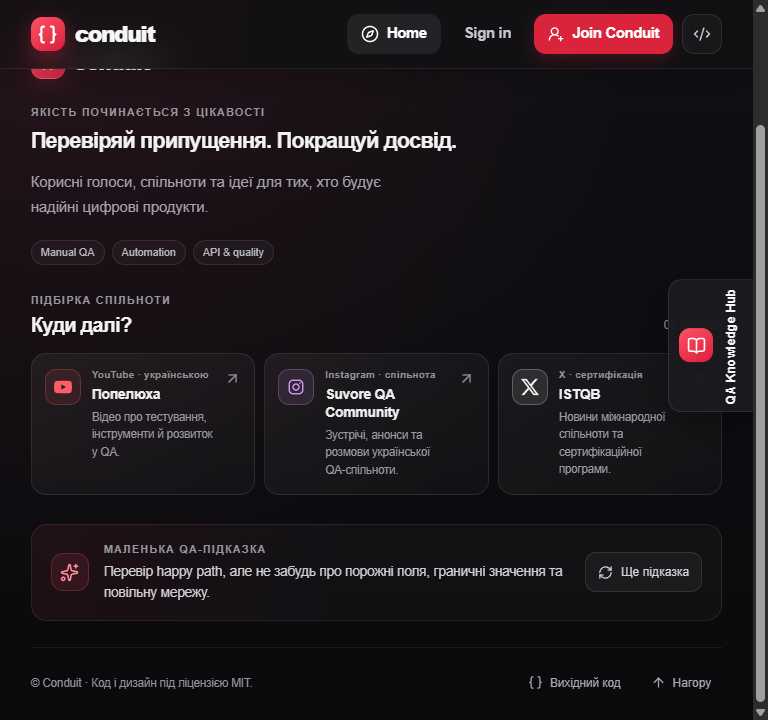 conduit
Home
Sign in
Join Conduit
ЯКІСТЬ ПОЧИНАЄТЬСЯ З ЦІКАВОСТІ
Перевіряй припущення. Покращуй досвід.
Корисні голоси, спільноти та ідеї для тих, хто будує
надійні цифрові продукти.
Manual QA
Automation
API & quality
ПІДБІРКА СПІЛЬНОТИ
Куди далі?
QA Knowledge Hub
YouTube · українською
Попелюха
Відео про тестування,
інструменти й розвиток
у QA.
Instagram · спільнота
Suvore QA
Community
Зустрічі, анонси та
розмови української
QA-спільноти.
X · сертифікація
ISTQB
Новини міжнародної
спільноти та
сертифікаційної
програми.
МАЛЕНЬКА QA-ПІДКАЗКА
Перевір happy path, але не забудь про порожні поля, граничні значення та
повільну мережу.
Ще підказка
© Conduit · Код і дизайн під ліцензією MIT.
Вихідний код
Нагору